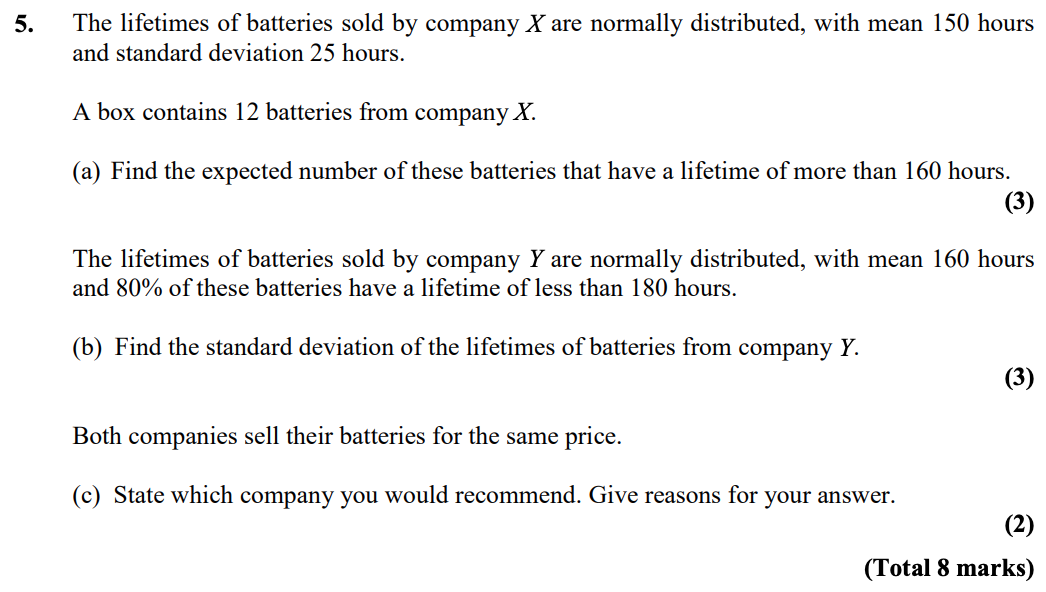 5. The lifetimes of batteries sold by company X are normally distributed, with mean 150 hours
and standard deviation 25 hours.
A box contains 12 batteries from company X.
(a) Find the expected number of these batteries that have a lifetime of more than 160 hours.
(3)
The lifetimes of batteries sold by company Y are normally distributed, with mean 160 hours
and 80% of these batteries have a lifetime of less than 180 hours.
(b) Find the standard deviation of the lifetimes of batteries from company Y.
(3)
Both companies sell their batteries for the same price.
(c) State which company you would recommend. Give reasons for your answer.
(2)
(Total 8 marks)